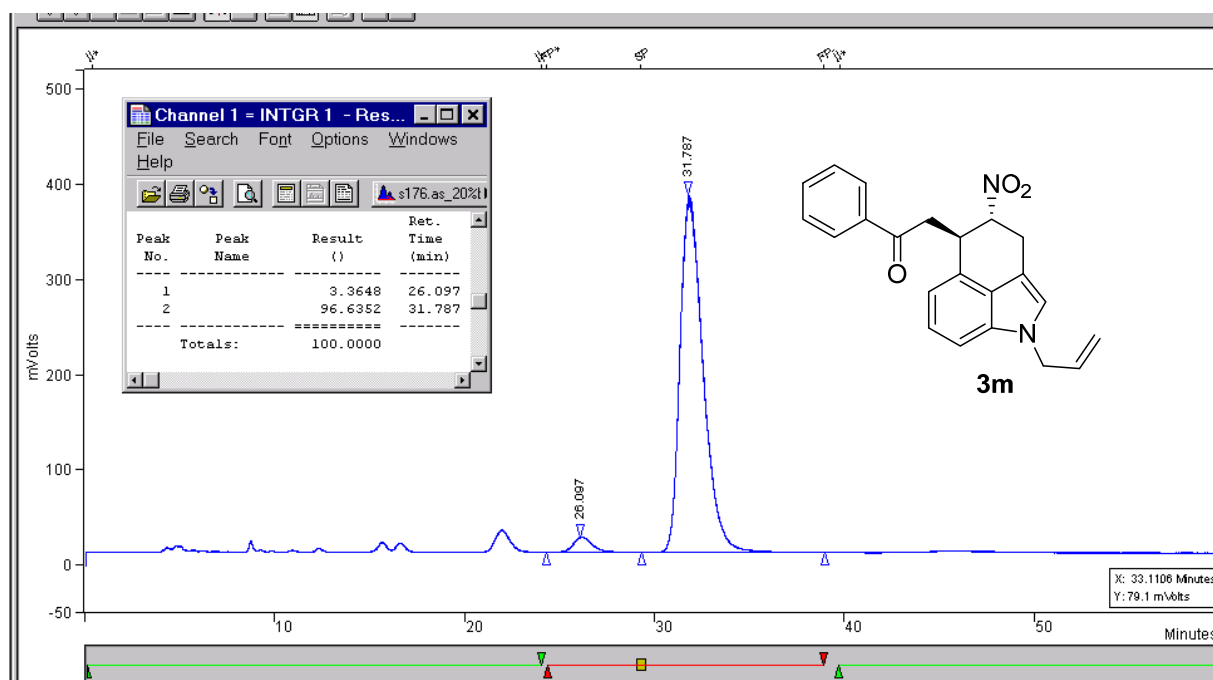 500
400
300
200
100
0
-50
mVolts
10
20
30
40
50
Minutes
SP
Channel 1 = INTGR 1 - Res...
File Search Font Options Windows
Help
s176.as_20%
Ret.
Peak Peak Result Time
No. Name () (min)
---- ------------ ---------- -------
1 3.3648 26.097
2 96.6352 31.787
---- ------------ ========== -------
Totals: 100.0000
26.097
31.787
NO2
O
N
3m
X: 33.1106 Minutes
Y: 79.1 mVolts